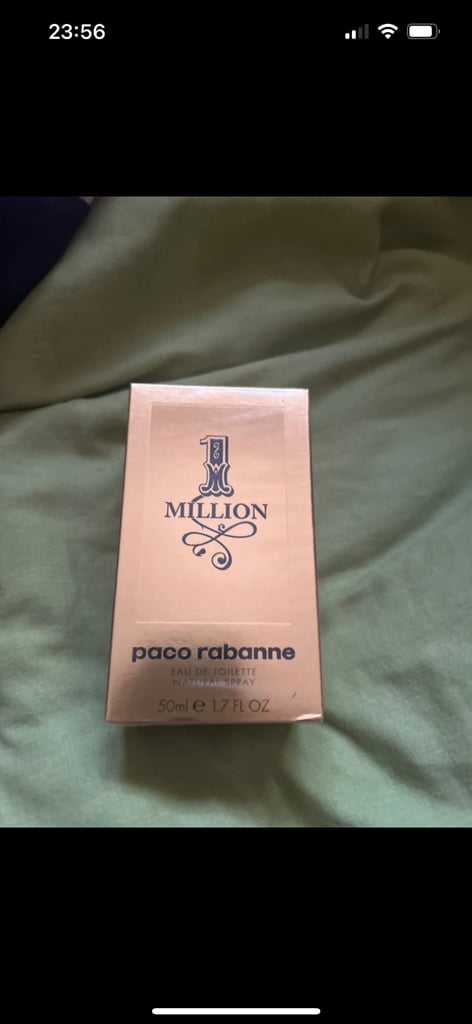 23:56
1
MILLION
paco rabanne
EAU DE TOILETTE
NATURAL SPRAY
50ml e 1.7 FL OZ